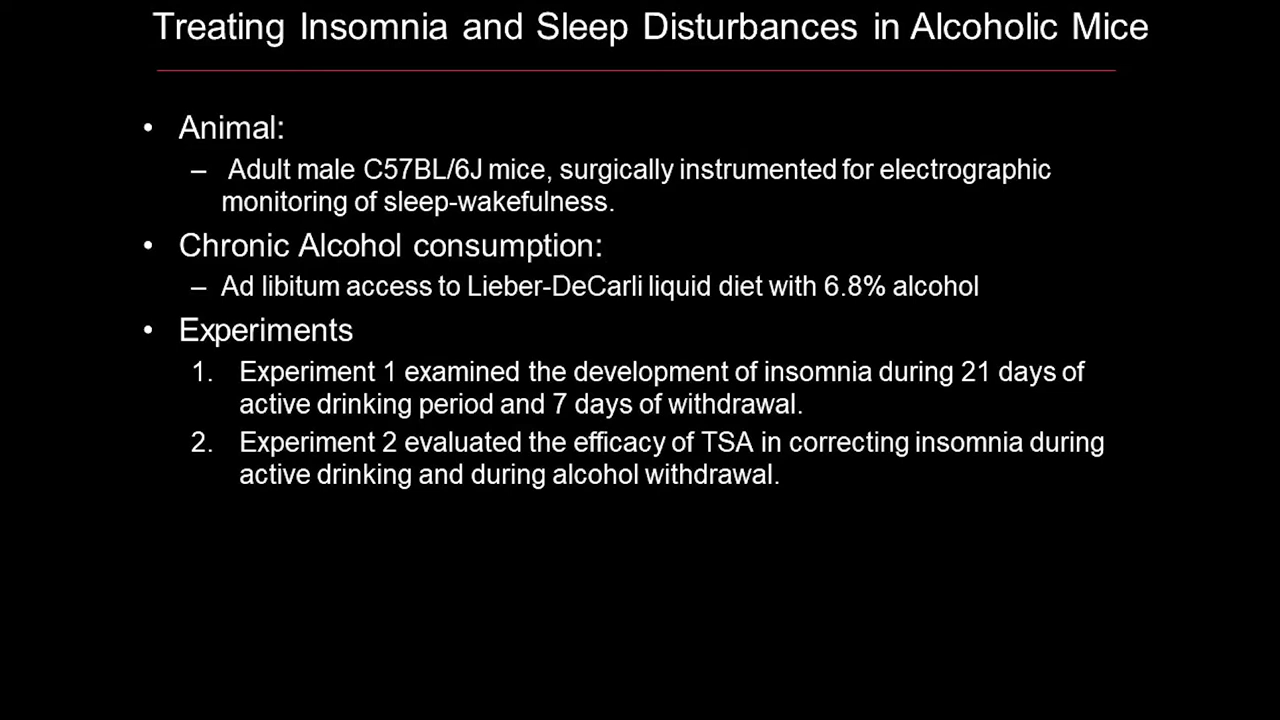 Treating Insomnia and Sleep Disturbances in Alcoholic Mice
• Animal:
– Adult male C57BL/6J mice, surgically instrumented for electrographic
monitoring of sleep-wakefulness.
• Chronic Alcohol consumption:
– Ad libitum access to Lieber-DeCarli liquid diet with 6.8% alcohol
• Experiments
1. Experiment 1 examined the development of insomnia during 21 days of
active drinking period and 7 days of withdrawal.
2. Experiment 2 evaluated the efficacy of TSA in correcting insomnia during
active drinking and during alcohol withdrawal.